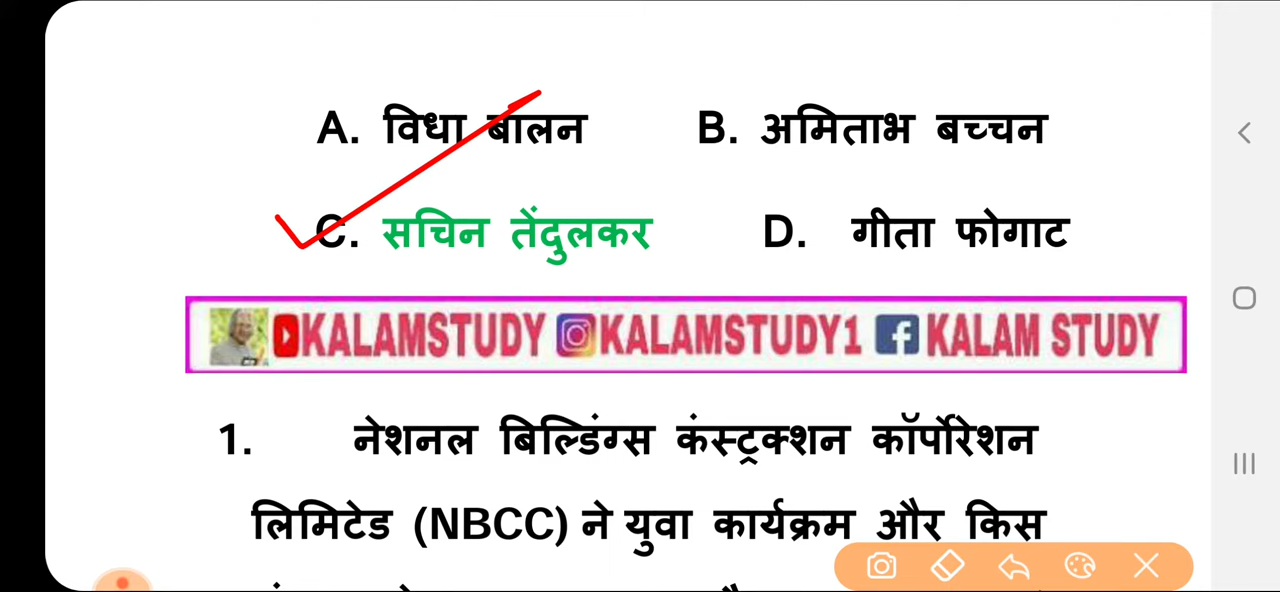 A. विधा बालन B. अमिताभ बच्चन
C. सचिन तेंदुलकर D. गीता फोगाट
KALAMSTUDY KALAMSTUDY1 KALAM STUDY
1. नेशनल बिल्डिंग्स कंस्ट्रक्शन कॉर्पोरेशन
लिमिटेड (NBCC) ने युवा कार्यक्रम और किस